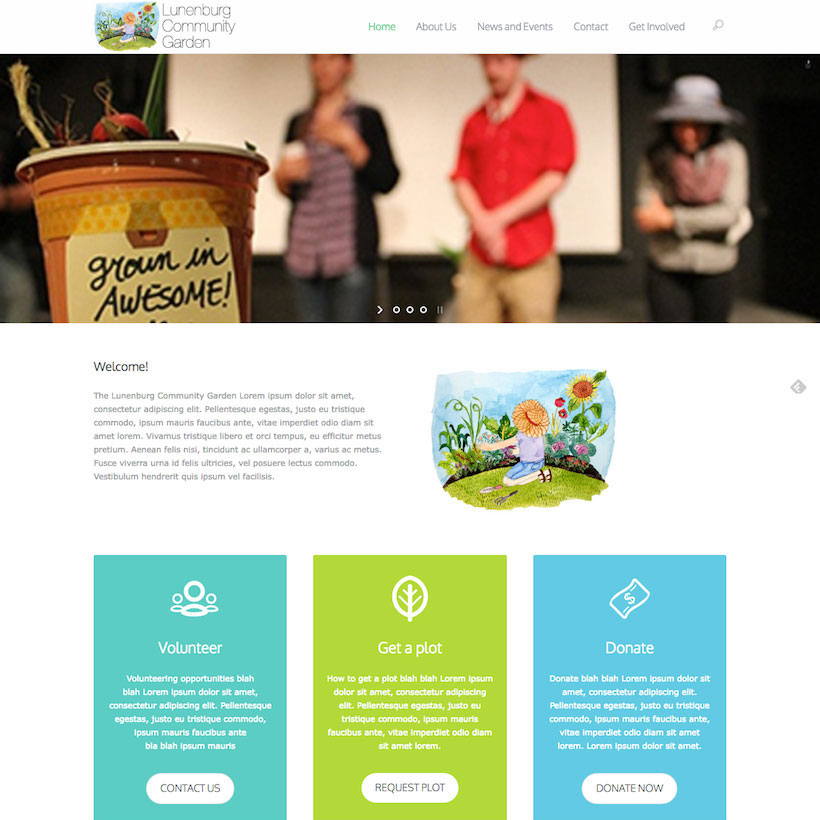 Lunenburg
Community
Garden
Home About Us News and Events Contact Get Involved
grown in
AWESOME!
Welcome!
The Lunenburg Community Garden Lorem ipsum dolor sit amet,
consectetur adipiscing elit. Pellentesque egestas, justo eu tristique
commodo, ipsum mauris faucibus ante, vitae imperdiet odio diam sit
amet lorem. Vivamus tristique libero et orci tempus, eu efficitur metus
pretium. Aenean felis nisi, tincidunt ac ullamcorper a, varius ac metus.
Fusce viverra urna id felis ultricies, vel posuere lectus commodo.
Vestibulum hendrerit quis ipsum vel facilisis.
Volunteer
Volunteering opportunities blah
blah Lorem ipsum dolor sit amet,
consectetur adipiscing elit. Pellentesque
egestas, justo eu tristique commodo,
ipsum mauris faucibus ante
bla blah ipsum mauris
CONTACT US
Get a plot
How to get a plot blah blah Lorem ipsum
dolor sit amet, consectetur adipiscing
elit. Pellentesque egestas, justo eu
tristique commodo, ipsum mauris faucibus
ante, vitae imperdiet odio diam
sit amet lorem.
REQUEST PLOT
Donate
Donate blah blah Lorem ipsum dolor sit
amet, consectetur adipiscing elit.
Pellentesque egestas, justo eu tristique
commodo, ipsum mauris faucibus
ante, vitae imperdiet odio diam sit amet
lorem. Lorem ipsum dolor sit amet.
DONATE NOW